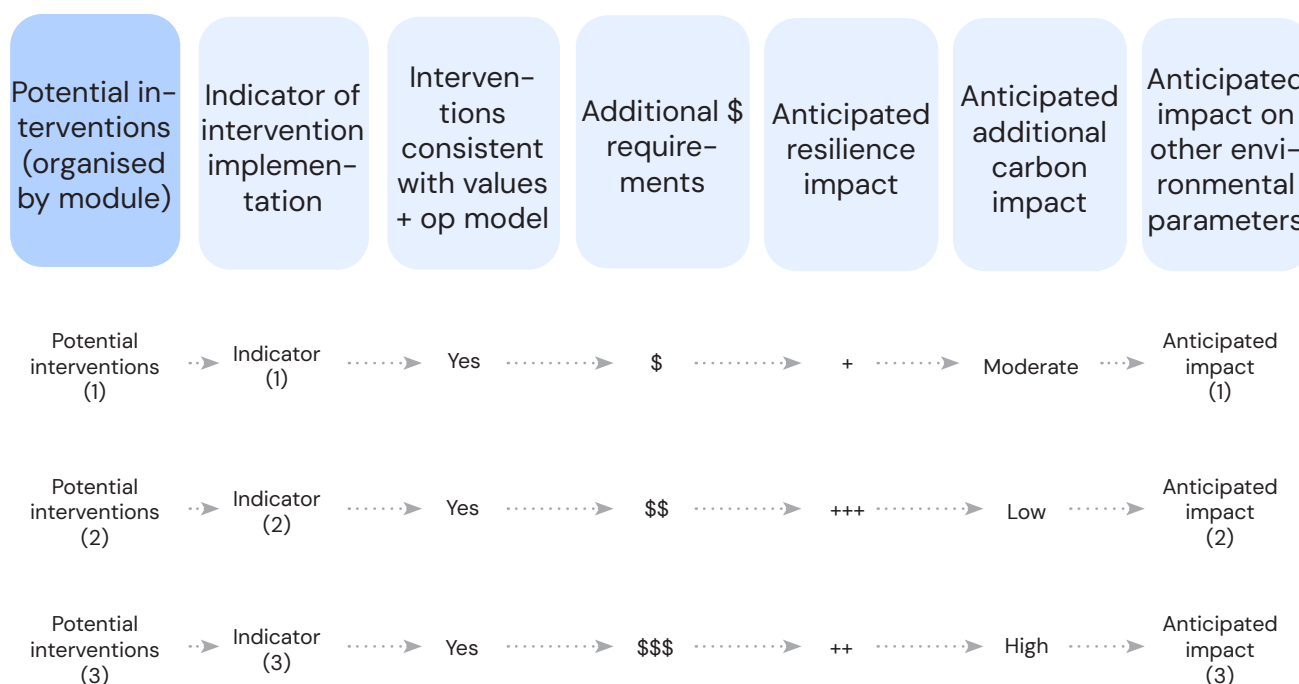 Potential in-
terventions
(organised
by module)
Indicator of
intervention
implemen-
tation
Interven-
tions
consistent
with values
+ op model
Additional $
require-
ments
Anticipated
resilience
impact
Anticipated
additional
carbon
impact
Anticipated
impact on
other envi-
ronmental
parameters
Potential
interventions
(1)
Indicator
(1)
Yes
$
+
Moderate
Anticipated
impact
(1)
Potential
interventions
(2)
Indicator
(2)
Yes
$$
+++
Low
Anticipated
impact
(2)
Potential
interventions
(3)
Indicator
(3)
Yes
$$$
++
High
Anticipated
impact
(3)